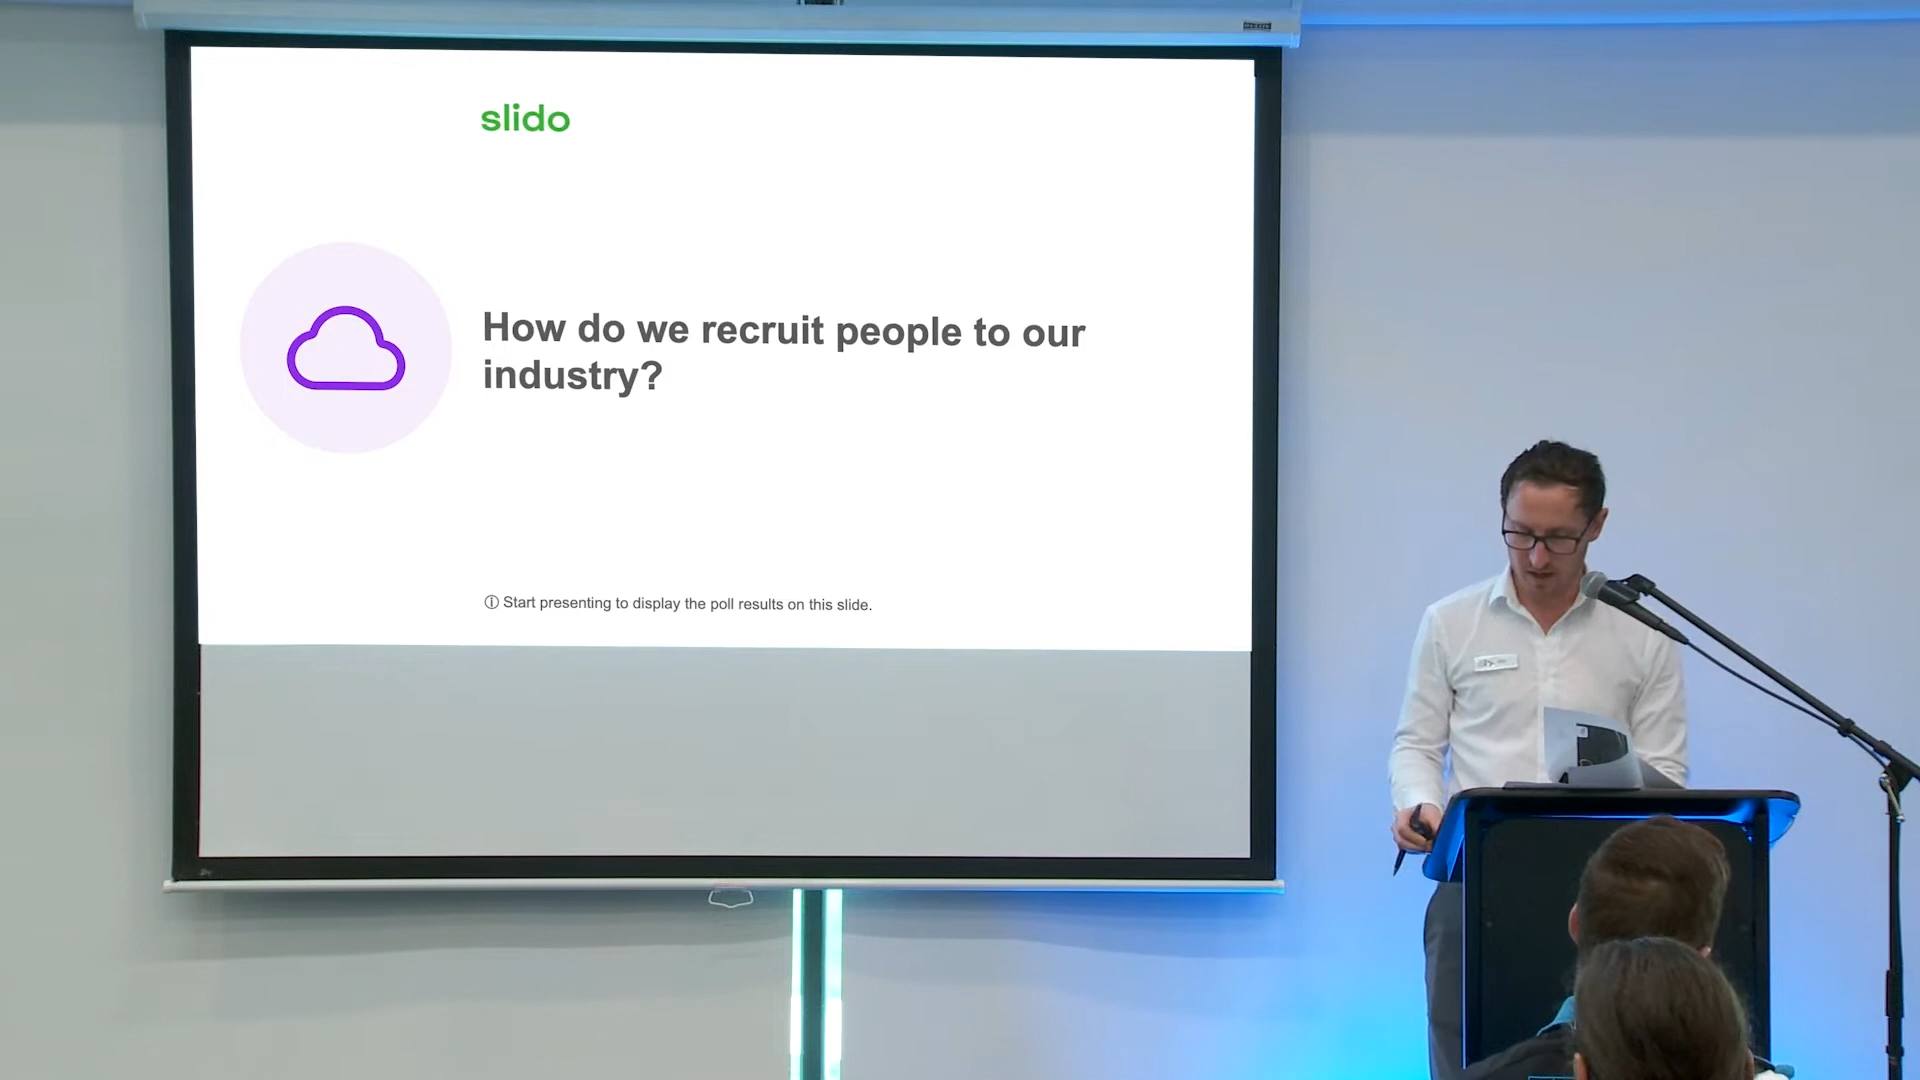 slido
How do we recruit people to our
industry?
ⓘ Start presenting to display the poll results on this slide.